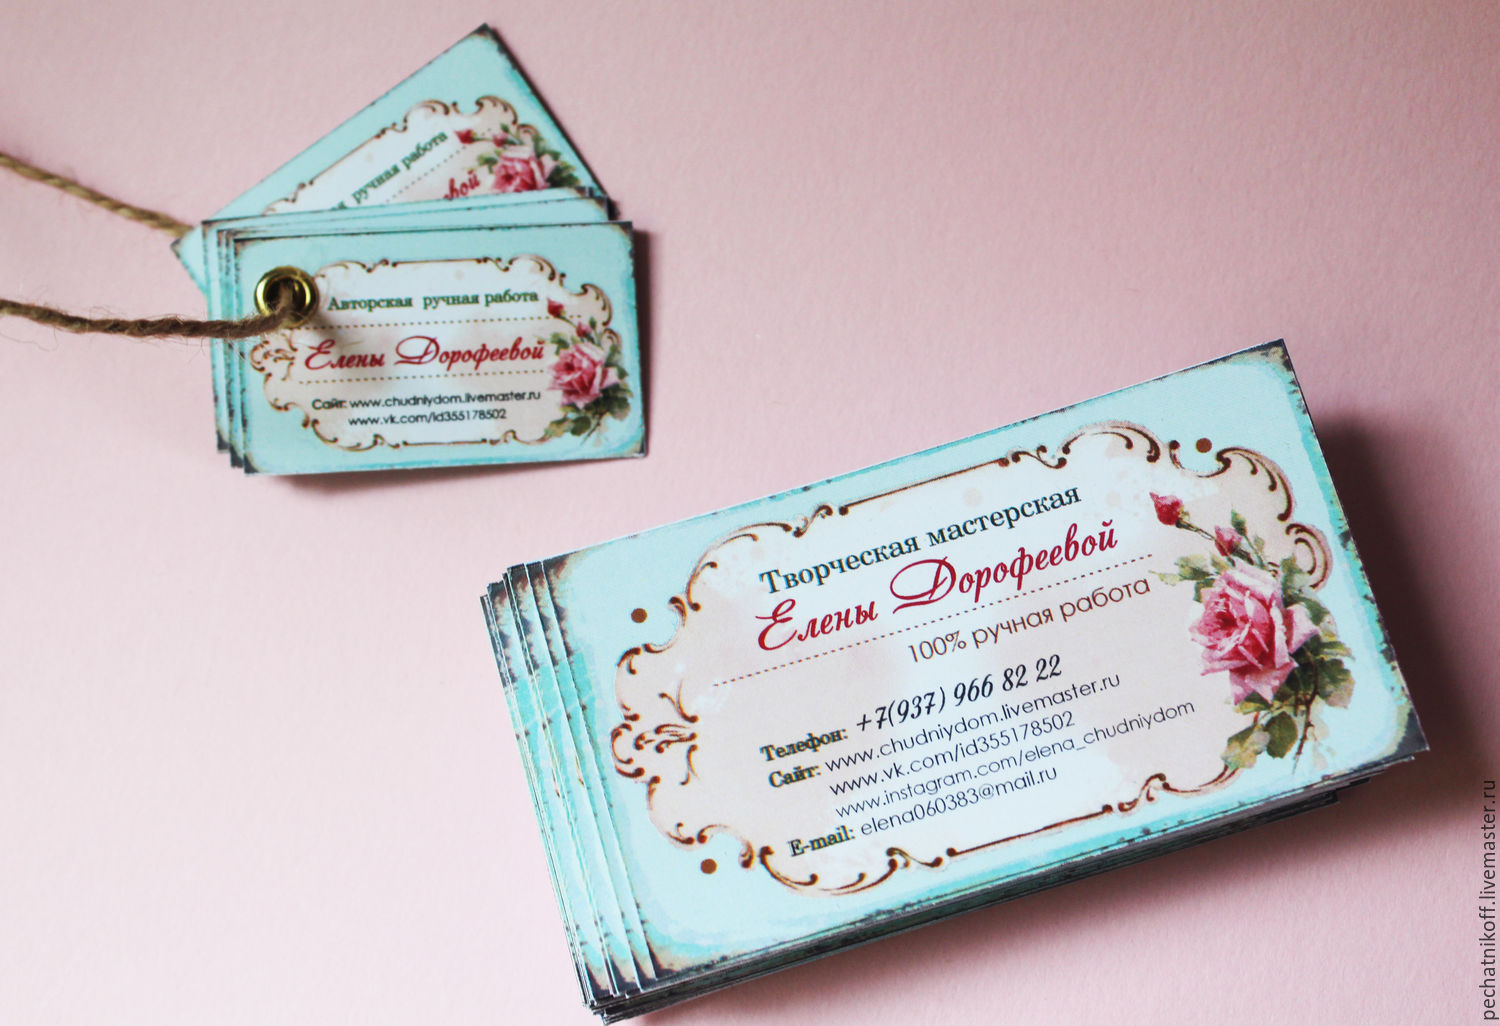 ручная работа
Авторская ручная работа
Елены Дорофеевой
Сайт: www.chudniydom.livemaster.ru
www.vk.com/id355178502
Творческая мастерская
Елены Дорофеевой
100% ручная работа
Телефон: +7(937) 966 82 22
Сайт: www.chudniydom.livemaster.ru
www.vk.com/id355178502
www.instagram.com/elena_chudniydom
E-mail: elena060383@mail.ru
pechatnikoff.livemaster.ru